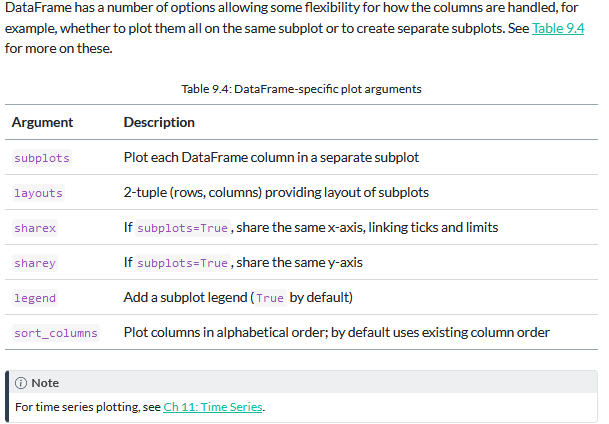 DataFrame has a number of options allowing some flexibility for how the columns are handled, for
example, whether to plot them all on the same subplot or to create separate subplots. See Table 9.4
for more on these.
Table 9.4: DataFrame-specific plot arguments
Argument Description
subplots Plot each DataFrame column in a separate subplot
layouts 2-tuple (rows, columns) providing layout of subplots
sharex If subplots=True, share the same x-axis, linking ticks and limits
sharey If subplots=True, share the same y-axis
legend Add a subplot legend (True by default)
sort_columns Plot columns in alphabetical order; by default uses existing column order
Note
For time series plotting, see Ch 11: Time Series.